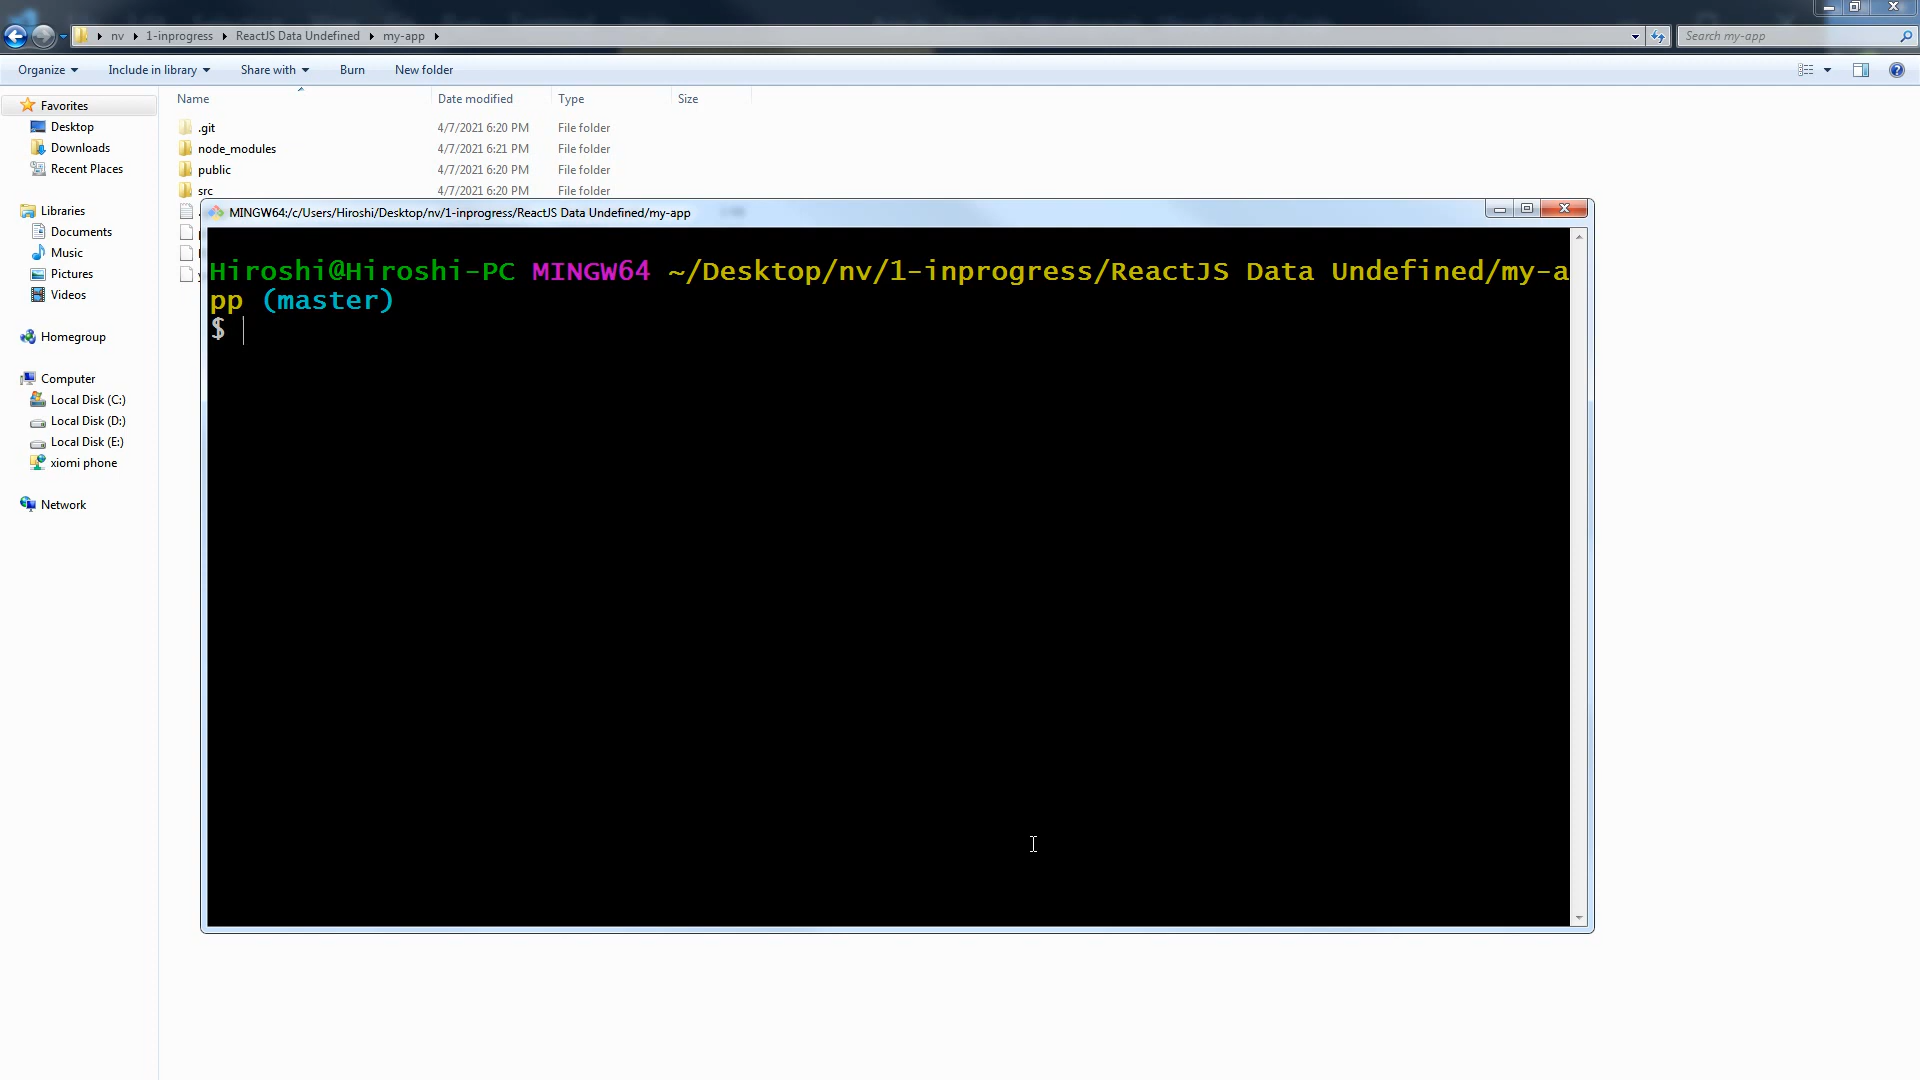 nv 1-inprogress ReactJS Data Undefined my-app
Search my-app
Organize Include in library Share with Burn New folder
Name Date modified Type Size
Favorites
Desktop
Downloads
Recent Places
Libraries
Documents
Music
Pictures
Videos
Homegroup
Computer
Local Disk (C:)
Local Disk (D:)
Local Disk (E:)
xiomi phone
Network
.git 4/7/2021 6:20 PM File folder
node_modules 4/7/2021 6:21 PM File folder
public 4/7/2021 6:20 PM File folder
src 4/7/2021 6:20 PM File folder
MINGW64:/c/Users/Hiroshi/Desktop/nv/1-inprogress/ReactJS Data Undefined/my-app
Hiroshi@Hiroshi-PC MINGW64 ~/Desktop/nv/1-inprogress/ReactJS Data Undefined/my-a
pp (master)
$